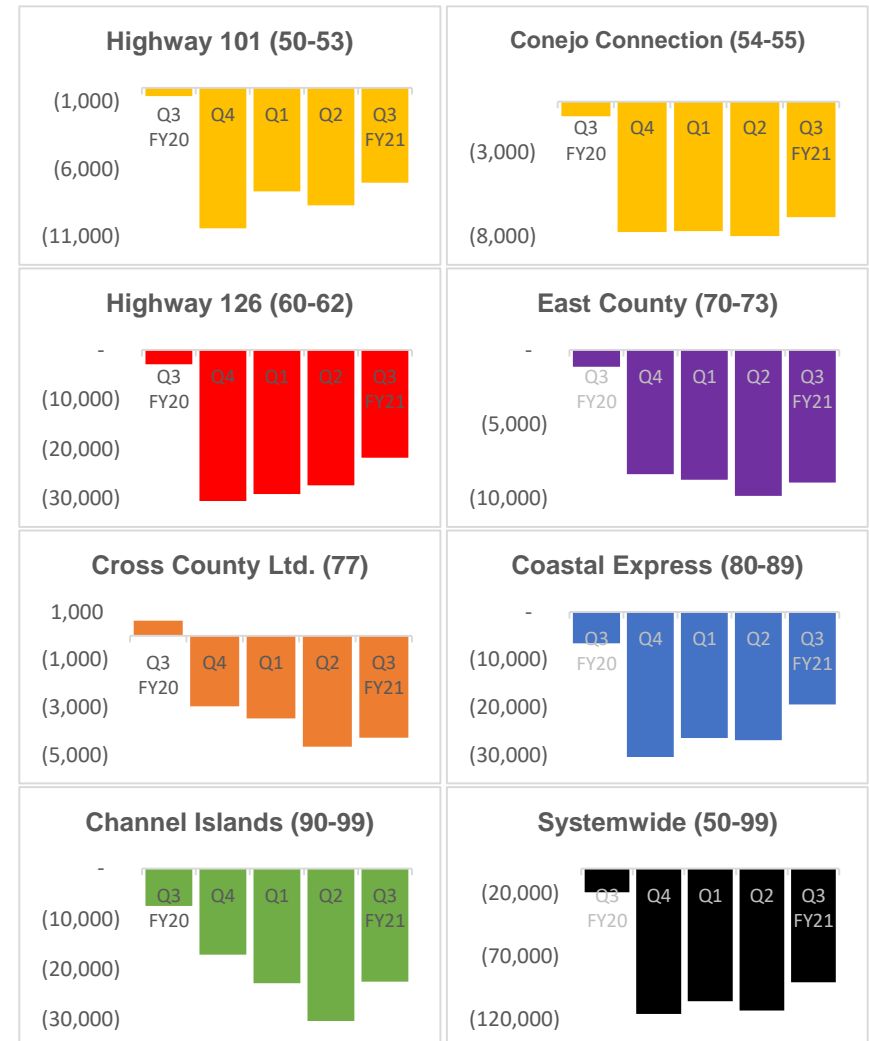 Highway 101 (50-53)
(1,000)
Q3 Q4 Q1 Q2 Q3
FY20 FY21
(6,000)
(11,000)
Conejo Connection (54-55)
Q3 Q4 Q1 Q2 Q3
(3,000) FY20 FY21
(8,000)
Highway 126 (60-62)
-
Q3 Q4 Q1 Q2 Q3
(10,000) FY20 FY21
(20,000)
(30,000)
East County (70-73)
-
Q3 Q4 Q1 Q2 Q3
FY20 FY21
(5,000)
(10,000)
Cross County Ltd. (77)
1,000
(1,000) Q3 Q4 Q1 Q2 Q3
FY20 FY21
(3,000)
(5,000)
Coastal Express (80-89)
-
Q3 Q4 Q1 Q2 Q3
(10,000) FY20 FY21
(20,000)
(30,000)
Channel Islands (90-99)
-
Q3 Q4 Q1 Q2 Q3
(10,000) FY20 FY21
(20,000)
(30,000)
Systemwide (50-99)
(20,000) Q3 Q4 Q1 Q2 Q3
FY20 FY21
(70,000)
(120,000)